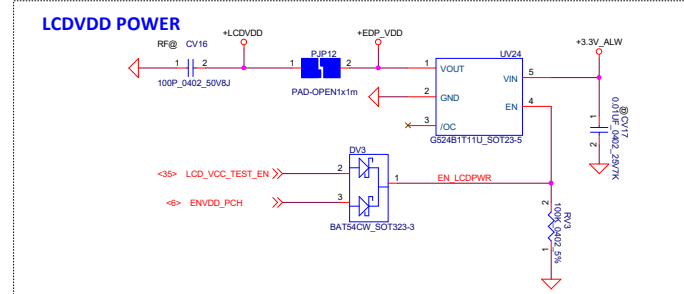 LCDVDD POWER
+LCDVDD
+EDP_VDD
+3.3V_ALW
RF@ CV16
1 2
100P_0402_50V8J
PJP12
1 2
PAD-OPEN1x1m
UV24
1 VOUT
VIN 5
2 GND
EN 4
3 /OC
G524B1T11U_SOT23-5
@CV17
0.01UF_0402_25V7K
1
2
DV3
<35> LCD_VCC_TEST_EN
2
1
EN_LCDPWR
<6> ENVDD_PCH
3
BAT54CW_SOT323-3
RV3
100K_0402_5%
2
1